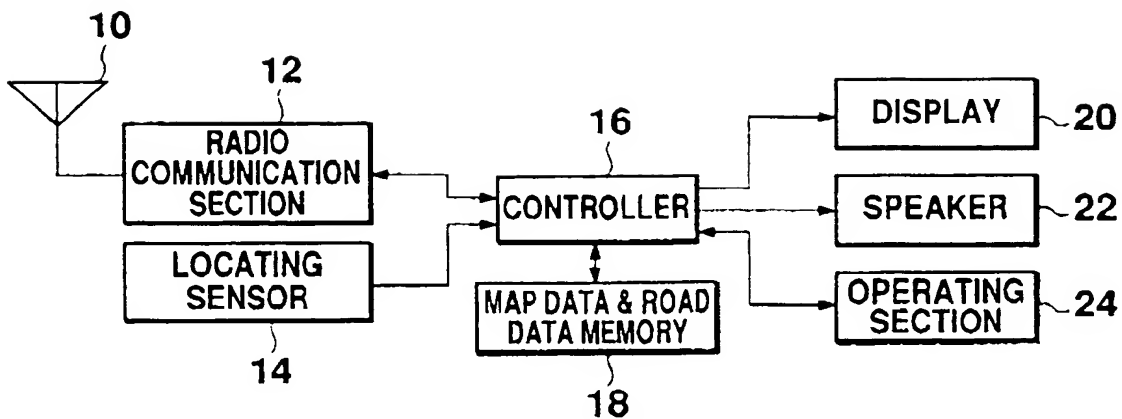 10
12
RADIO
COMMUNICATION
SECTION
LOCATING
SENSOR
14
16
CONTROLLER
MAP DATA & ROAD
DATA MEMORY
18
DISPLAY
20
SPEAKER
22
OPERATING
SECTION
24